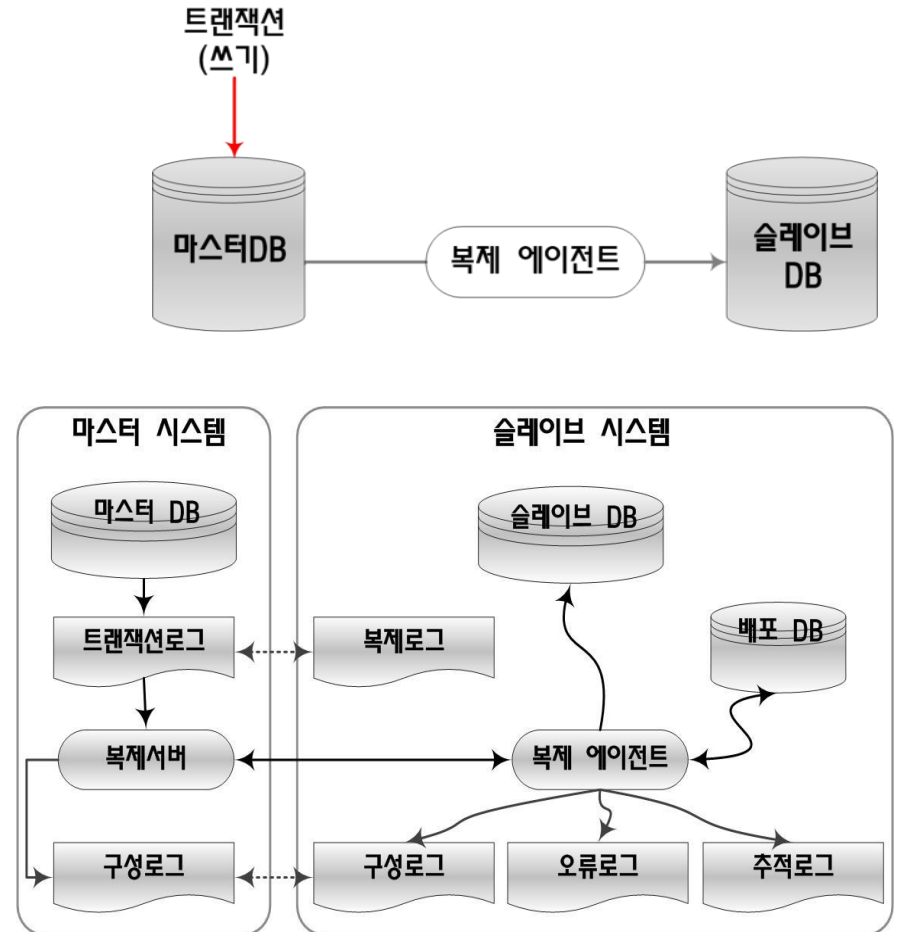 트랜잭션
(쓰기)
마스터DB
복제 에이전트
슬레이브
DB
마스터 시스템
슬레이브 시스템
마스터 DB
슬레이브 DB
트랜잭션로그
복제로그
배포 DB
복제서버
복제 에이전트
구성로그
구성로그
오류로그
추적로그